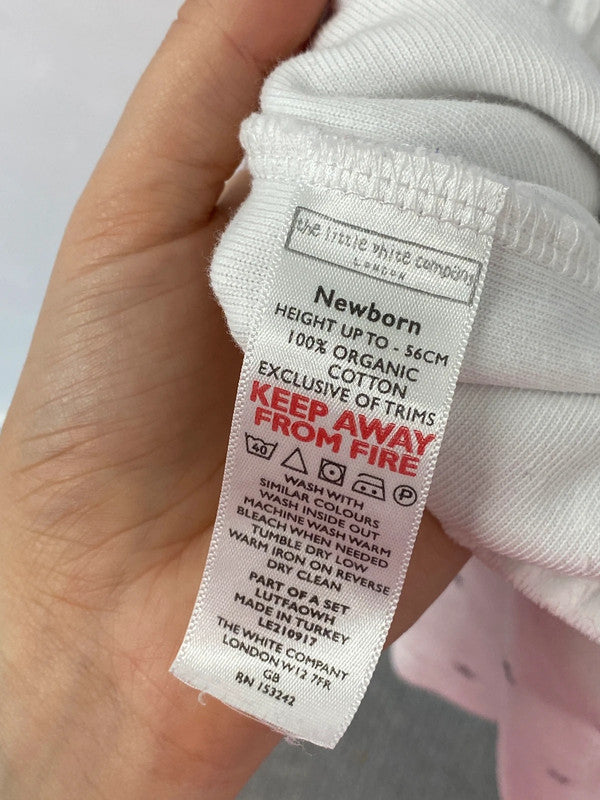 the little white company
LONDON
Newborn
HEIGHT UP TO - 56CM
100% ORGANIC
COTTON
EXCLUSIVE OF TRIMS
KEEP AWAY
FROM FIRE
40 P
WASH WITH
SIMILAR COLOURS
WASH INSIDE OUT
MACHINE WASH WARM
BLEACH WHEN NEEDED
TUMBLE DRY LOW
WARM IRON ON REVERSE
DRY CLEAN
PART OF A SET
LUTFAOWH
MADE IN TURKEY
LE210917
THE WHITE COMPANY
LONDON W12 7FR
GB
RN 153242